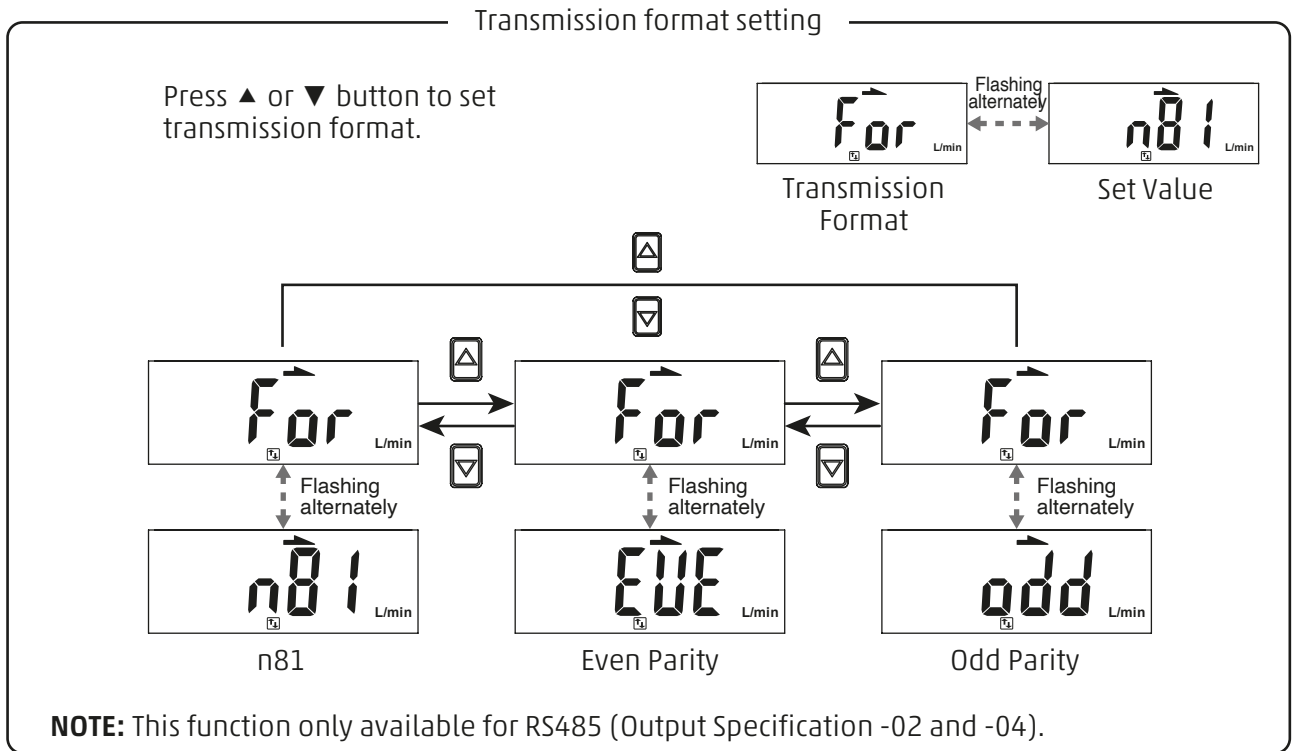 Transmission format setting
Press ▲ or ▼ button to set
transmission format.
For L/min
Flashing
alternately
n81 L/min
Transmission
Format
Set Value
For L/min
For L/min
For L/min
Flashing
alternately
Flashing
alternately
Flashing
alternately
n81 L/min
EVE L/min
odd L/min
n81
Even Parity
Odd Parity
NOTE: This function only available for RS485 (Output Specification -02 and -04).